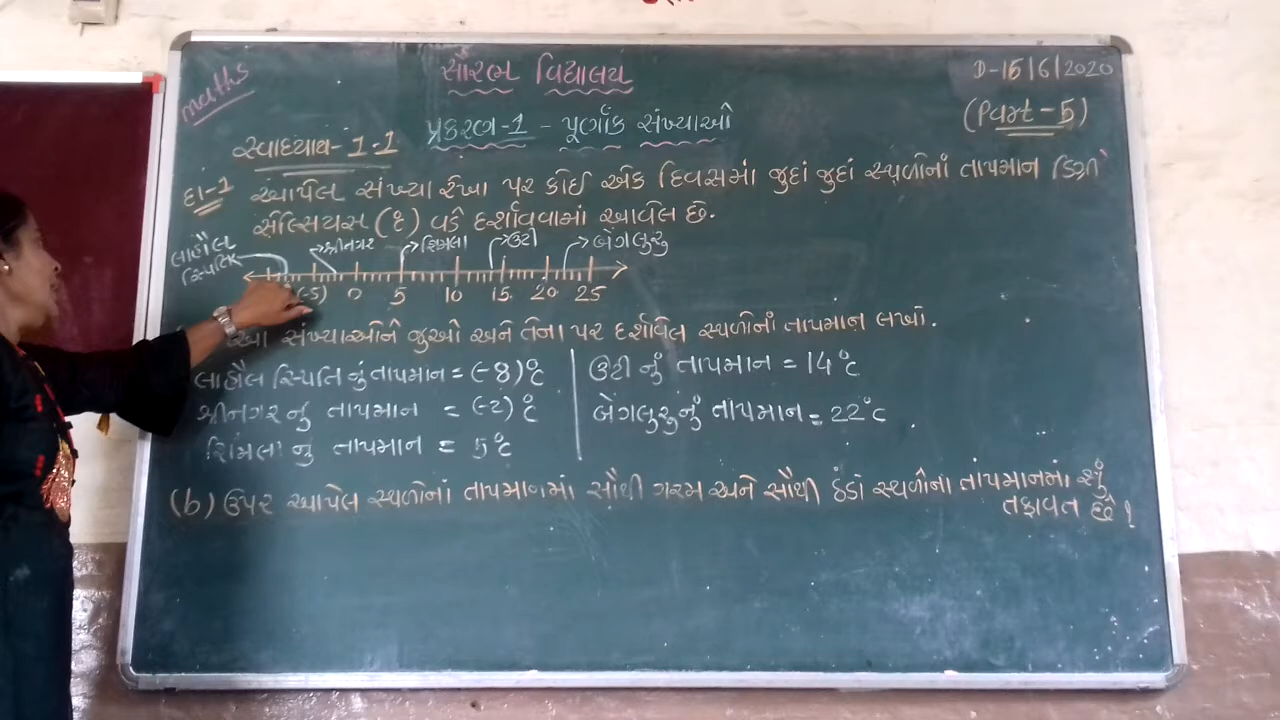 maths
સૌરભ વિદ્યાલય
D-15/6/2020
(Part-5)
પ્રકરણ-1 - પૂર્ણાંક સંખ્યાઓ
સ્વાધ્યાય-1.1
દા-1 આપેલ સંખ્યા રેખા પર કોઈ એક દિવસમાં જુદાં જુદાં સ્થળોનાં તાપમાન ડિગ્રી
સેલ્સિયસ (°c) વડે દર્શાવવામાં આવેલ છે.
લાહૌલ સ્પિતિ શ્રીનગર શિમલા ઉટી બેંગલુરુ
(-5) 0 5 10 15 20 25
આ સંખ્યાઓને જુઓ અને તેના પર દર્શાવેલ સ્થળોનાં તાપમાન લખો.
લાહૌલ સ્પિતિ નું તાપમાન = (-8)°c
શ્રીનગર નું તાપમાન = (-2)°c
શિમલા નું તાપમાન = 5°c
ઉટી નું તાપમાન = 14°c
બેંગલુરુનું તાપમાન = 22°c
(b) ઉપર આપેલ સ્થળોનાં તાપમાનમાં સૌથી ગરમ અને સૌથી ઠંડાં સ્થળોના તાપમાનમાં શું
તફાવત છે?